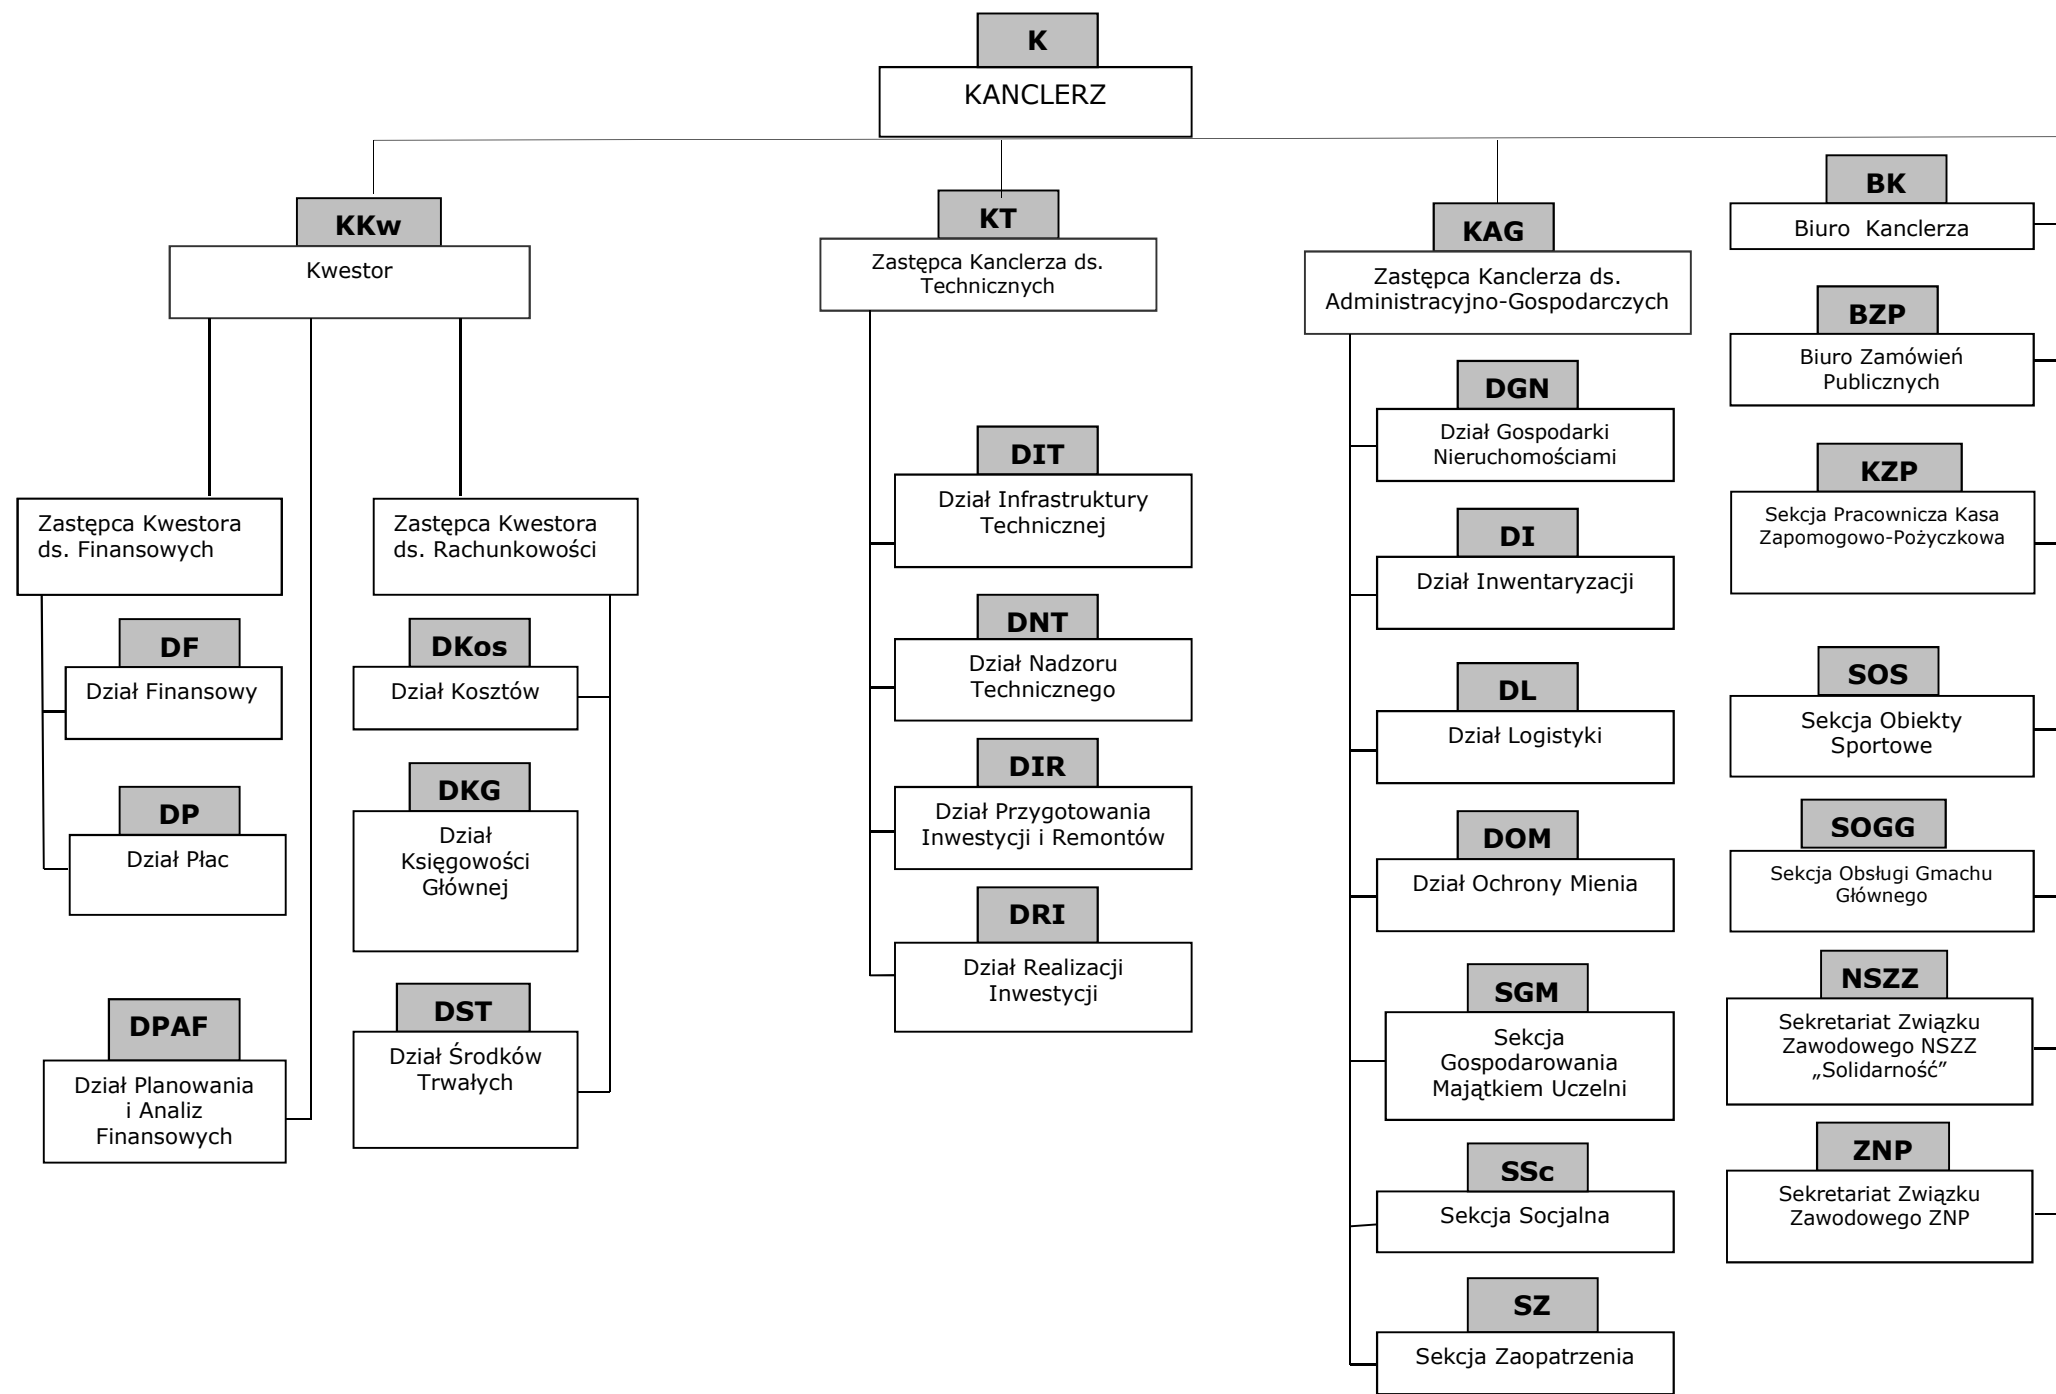 K
KANCLERZ
KKw
Kwestor
Zastępca Kwestora
ds. Finansowych
DF
Dział Finansowy
DP
Dział Płac
DPAF
Dział Planowania
i Analiz
Finansowych
Zastępca Kwestora
ds. Rachunkowości
DKos
Dział Kosztów
DKG
Dział
Księgowości
Głównej
DST
Dział Środków
Trwałych
KT
Zastępca Kanclerza ds.
Technicznych
DIT
Dział Infrastruktury
Technicznej
DNT
Dział Nadzoru
Technicznego
DIR
Dział Przygotowania
Inwestycji i Remontów
DRI
Dział Realizacji
Inwestycji
KAG
Zastępca Kanclerza ds.
Administracyjno-Gospodarczych
DGN
Dział Gospodarki
Nieruchomościami
DI
Dział Inwentaryzacji
DL
Dział Logistyki
DOM
Dział Ochrony Mienia
SGM
Sekcja
Gospodarowania
Majątkiem Uczelni
SSc
Sekcja Socjalna
SZ
Sekcja Zaopatrzenia
BK
Biuro Kanclerza
BZP
Biuro Zamówień
Publicznych
KZP
Sekcja Pracownicza Kasa
Zapomogowo-Pożyczkowa
SOS
Sekcja Obiekty
Sportowe
SOGG
Sekcja Obsługi Gmachu
Głównego
NSZZ
Sekretariat Związku
Zawodowego NSZZ
„Solidarność”
ZNP
Sekretariat Związku
Zawodowego ZNP